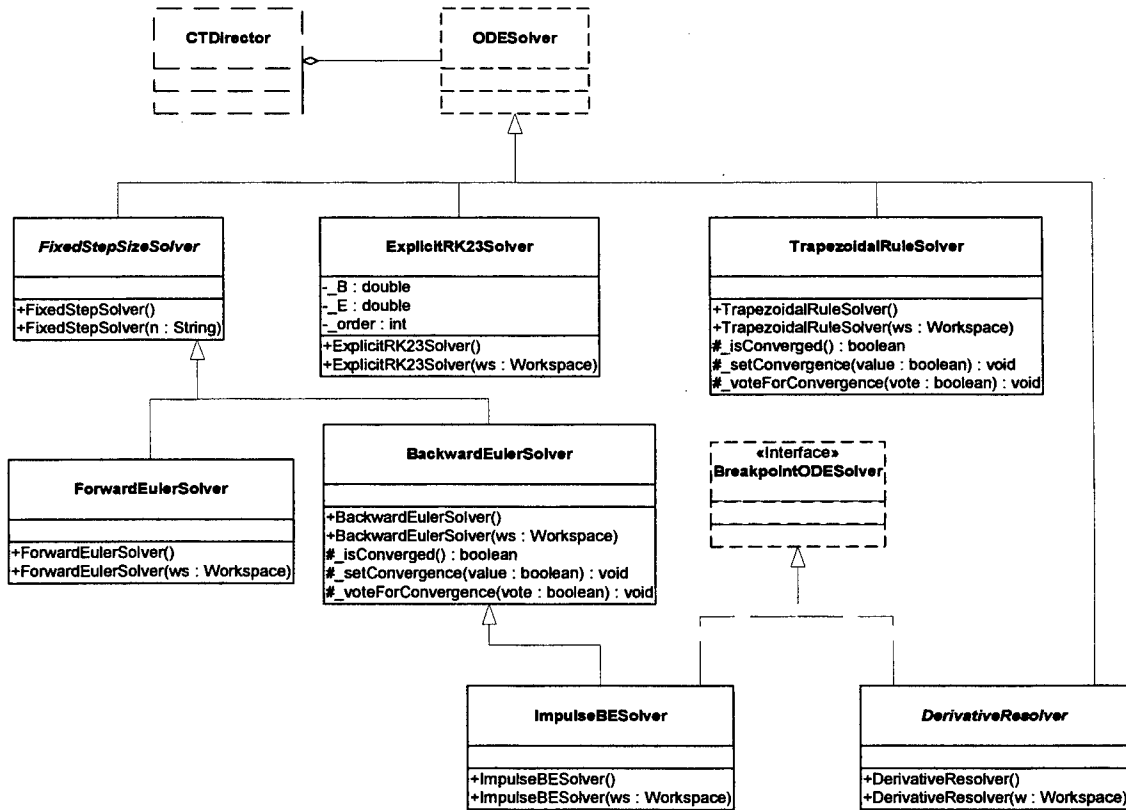 CTDirector
ODESolver
FixedStepSizeSolver
+FixedStepSolver()
+FixedStepSolver(n : String)
ExplicitRK23Solver
-_B : double
-_E : double
-_order : int
+ExplicitRK23Solver()
+ExplicitRK23Solver(ws : Workspace)
TrapezoidalRuleSolver
+TrapezoidalRuleSolver()
+TrapezoidalRuleSolver(ws : Workspace)
#_isConverged() : boolean
#_setConvergence(value : boolean) : void
#_voteForConvergence(vote : boolean) : void
ForwardEulerSolver
+ForwardEulerSolver()
+ForwardEulerSolver(ws : Workspace)
BackwardEulerSolver
+BackwardEulerSolver()
+BackwardEulerSolver(ws : Workspace)
#_isConverged() : boolean
#_setConvergence(value : boolean) : void
#_voteForConvergence(vote : boolean) : void
«Interface»
BreakpointODESolver
ImpulseBESolver
+ImpulseBESolver()
+ImpulseBESolver(ws : Workspace)
DerivativeResolver
+DerivativeResolver()
+DerivativeResolver(w : Workspace)